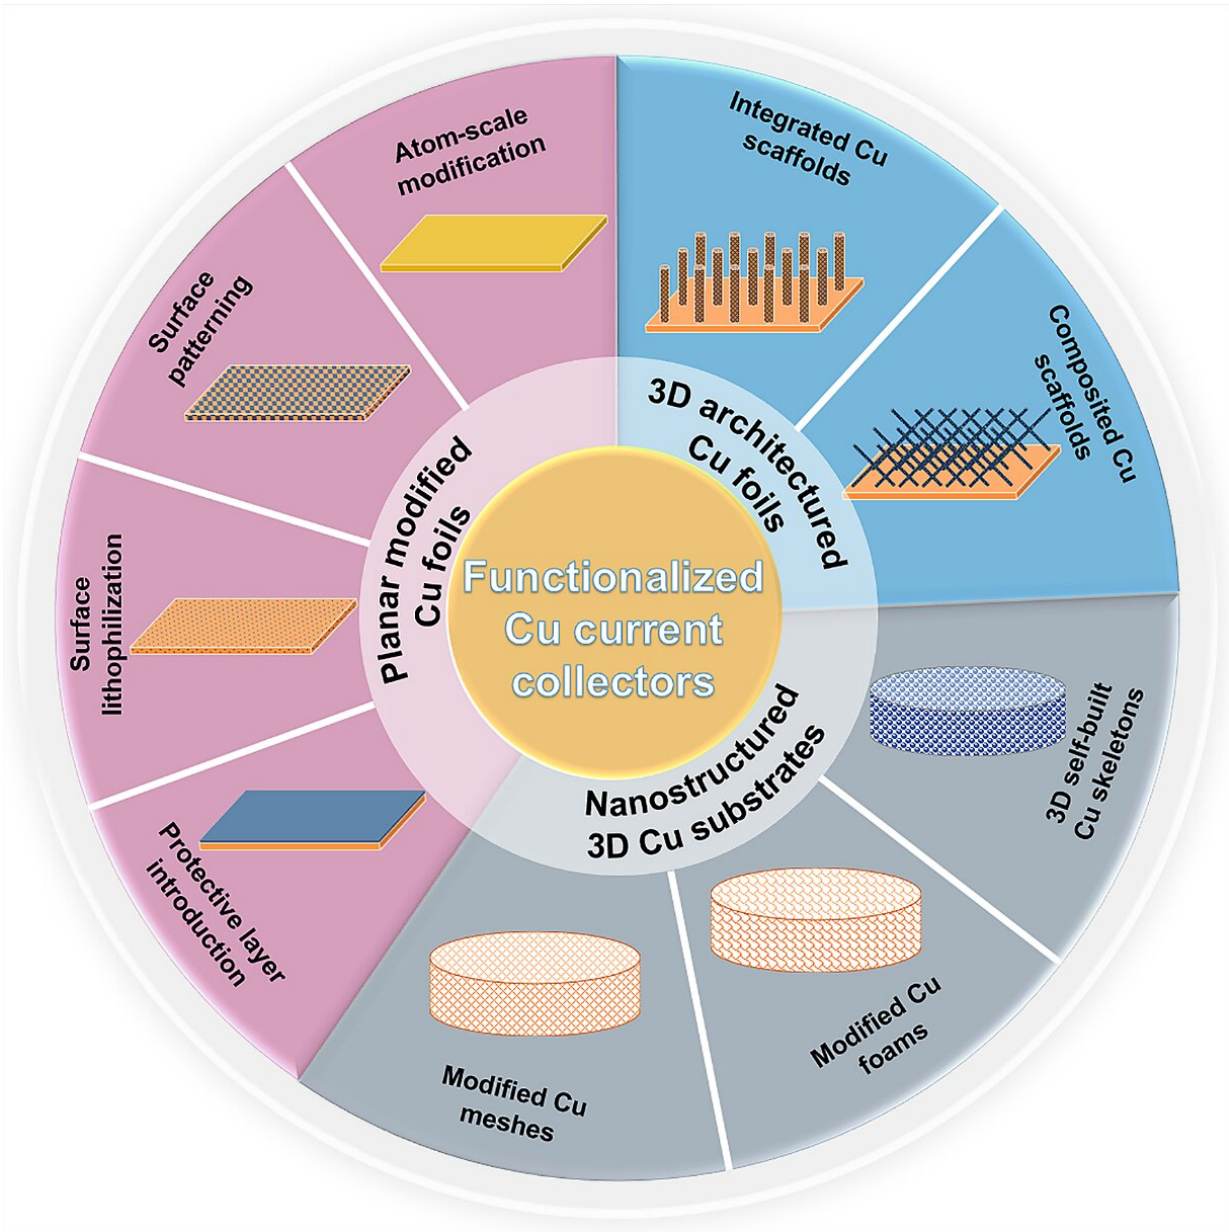 Functionalized
Cu current
collectors
3D architectured
Cu foils
Integrated Cu
scaffolds
Composited Cu
scaffolds
Nanostructured
3D Cu substrates
3D self-built
Cu skeletons
Modified Cu
foams
Modified Cu
meshes
Planar modified
Cu foils
Protective layer
introduction
Surface
lithophilization
Surface
patterning
Atom-scale
modification